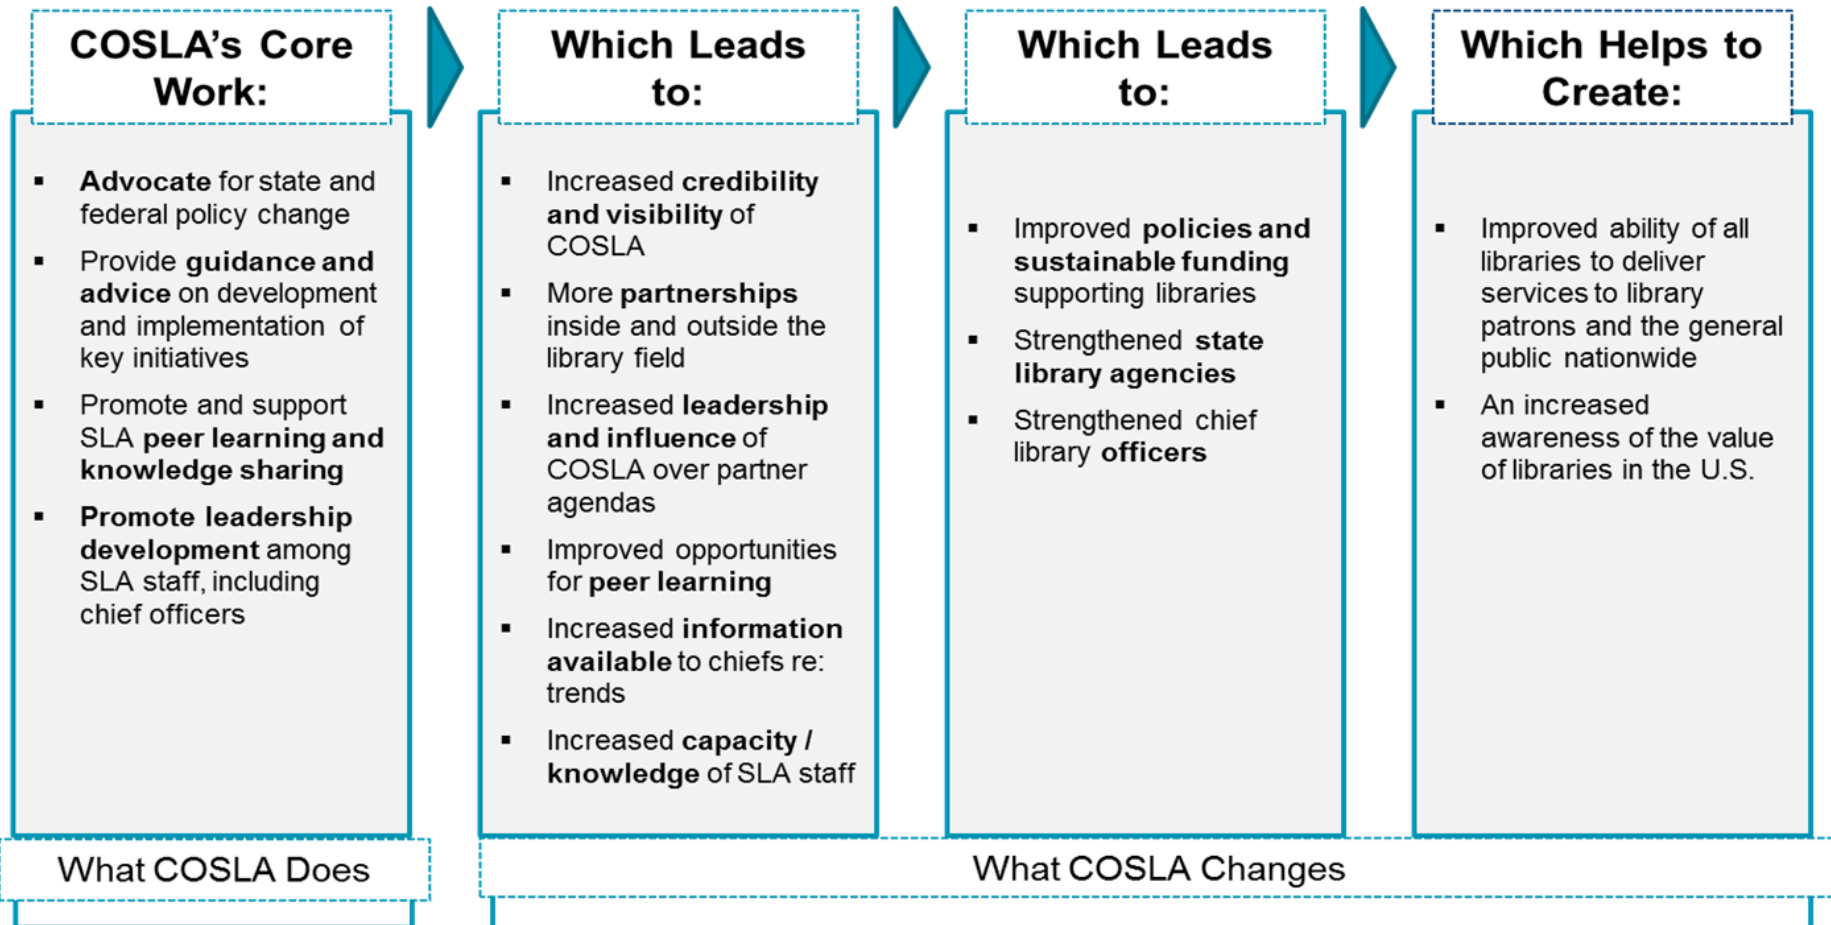 COSLA's Core
Work:
▪ Advocate for state and
federal policy change
▪ Provide guidance and
advice on development
and implementation of
key initiatives
▪ Promote and support
SLA peer learning and
knowledge sharing
▪ Promote leadership
development among
SLA staff, including
chief officers
What COSLA Does
Which Leads
to:
▪ Increased credibility
and visibility of
COSLA
▪ More partnerships
inside and outside the
library field
▪ Increased leadership
and influence of
COSLA over partner
agendas
▪ Improved opportunities
for peer learning
▪ Increased information
available to chiefs re:
trends
▪ Increased capacity /
knowledge of SLA staff
Which Leads
to:
▪ Improved policies and
sustainable funding
supporting libraries
▪ Strengthened state
library agencies
▪ Strengthened chief
library officers
Which Helps to
Create:
▪ Improved ability of all
libraries to deliver
services to library
patrons and the general
public nationwide
▪ An increased
awareness of the value
of libraries in the U.S.
What COSLA Changes